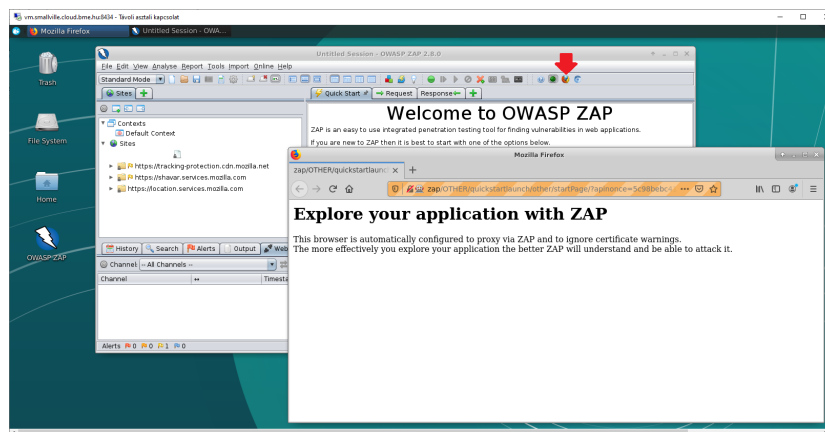 vm.smallville.cloud.bme.hu:8434 - Távoli asztali kapcsolat
Mozilla Firefox
Untitled Session - OWA...
Trash
File System
Home
OWASP ZAP
Untitled Session - OWASP ZAP 2.8.0
File Edit View Analyse Report Tools Import Online Help
Standard Mode
Sites
Quick Start
Request
Response
Contexts
Default Context
Sites
https://tracking-protection.cdn.mozilla.net
https://shavar.services.mozilla.com
https://location.services.mozilla.com
Welcome to OWASP ZAP
ZAP is an easy to use integrated penetration testing tool for finding vulnerabilities in web applications.
If you are new to ZAP then it is best to start with one of the options below.
History Search Alerts Output Web
Channel: -- All Channels --
Channel
Timesta
Alerts 0 0 1 0
Mozilla Firefox
zap/OTHER/quickstartlaunc
zap/OTHER/quickstartlaunch/other/startPage/?apinonce=5c98bebc4
Explore your application with ZAP
This browser is automatically configured to proxy via ZAP and to ignore certificate warnings.
The more effectively you explore your application the better ZAP will understand and be able to attack it.